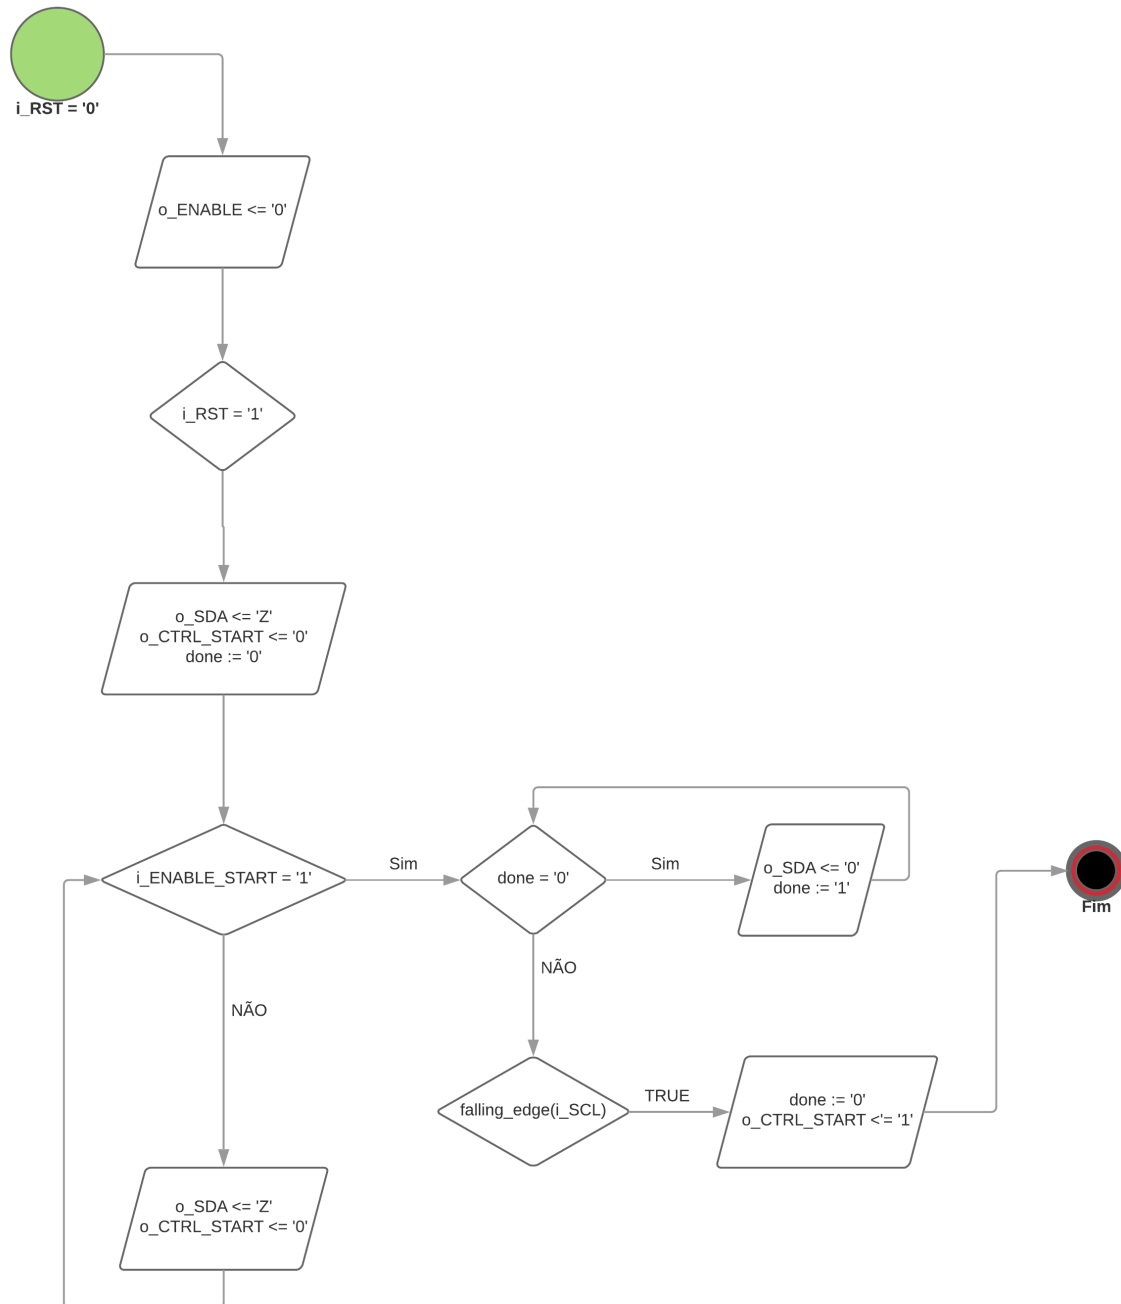 i_RST = '0'
o_ENABLE <= '0'
i_RST = '1'
o_SDA <= 'Z'
o_CTRL_START <= '0'
done := '0'
i_ENABLE_START = '1'
Sim
done = '0'
Sim
o_SDA <= '0'
done := '1'
Fim
NÃO
NÃO
falling_edge(i_SCL)
TRUE
done := '0'
o_CTRL_START <'= '1'
o_SDA <= 'Z'
o_CTRL_START <= '0'